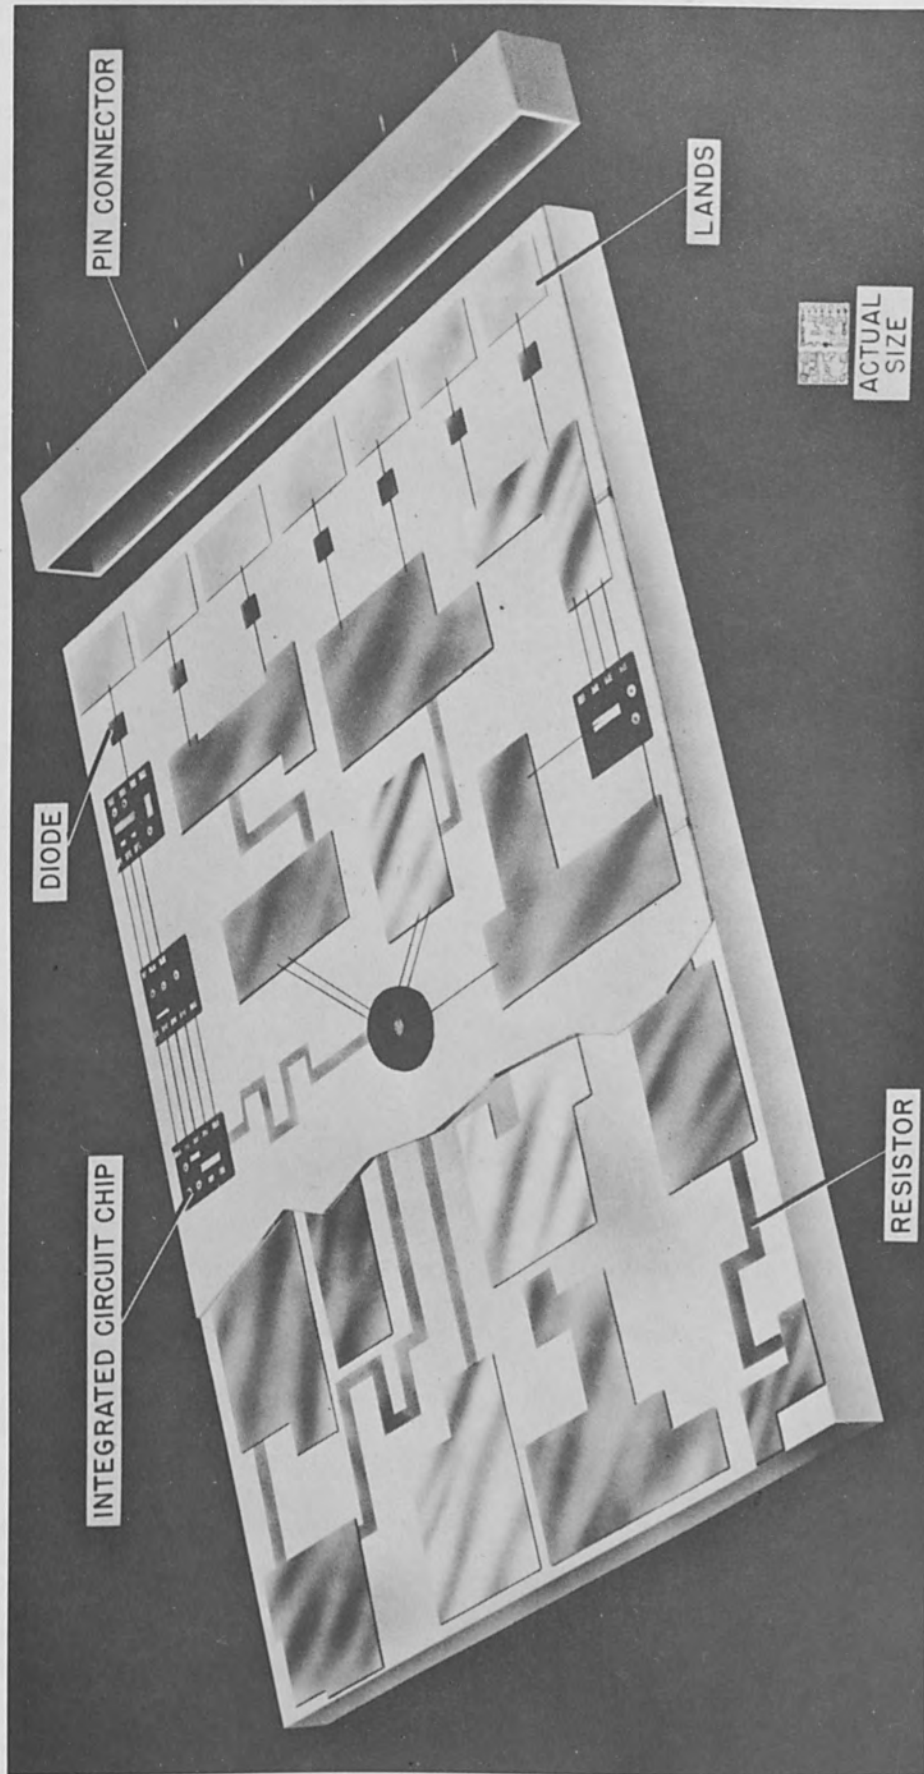 INTEGRATED CIRCUIT CHIP
DIODE
PIN CONNECTOR
RESISTOR
ACTUAL
SIZE
LANDS